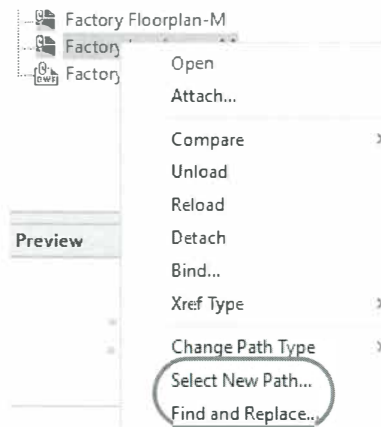 Factory Floorplan-M
Factory
Factory
DWF
Open
Attach...
Compare
Unload
Reload
Preview
Detach
Bind...
Xref Type
Change Path Type
Select New Path...
Find and Replace...